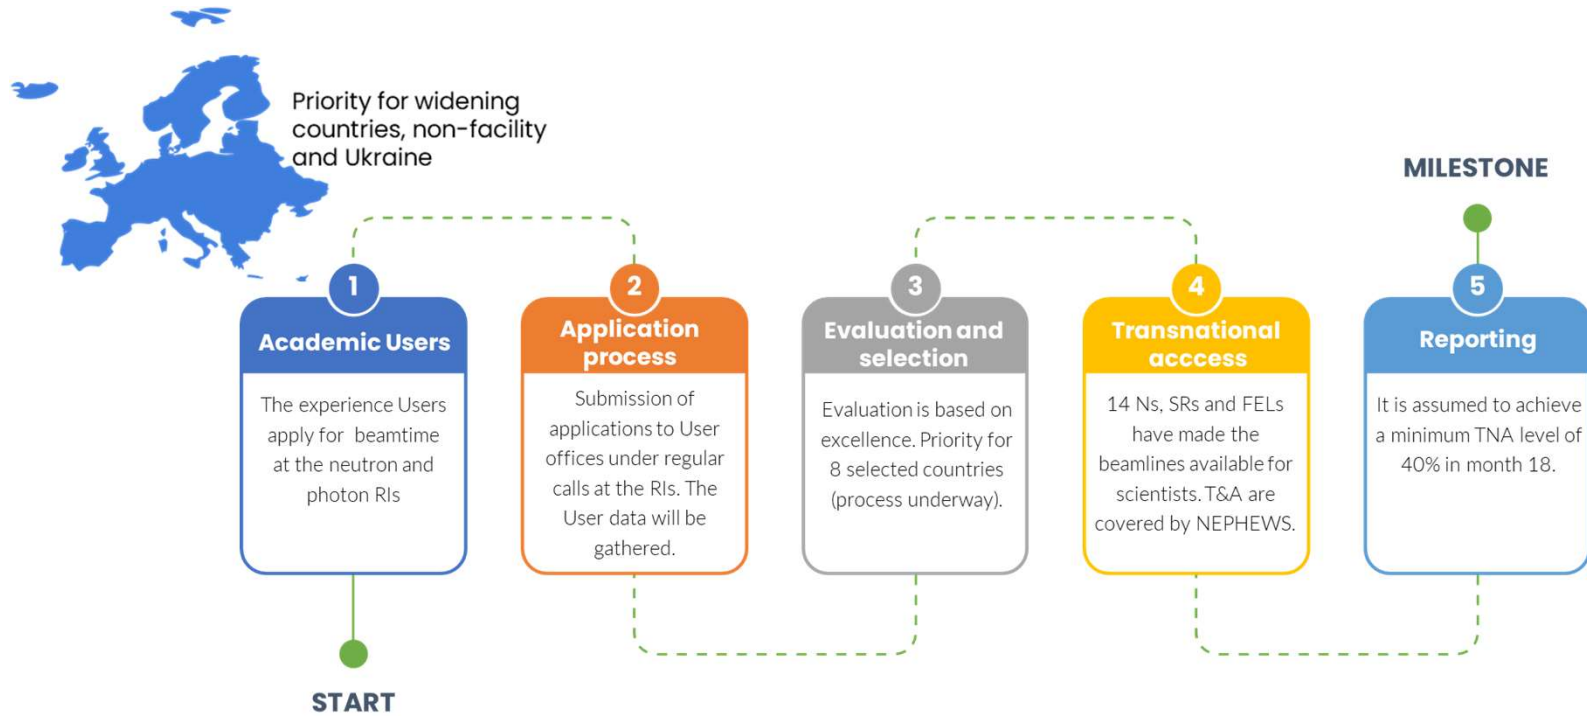 Priority for widening
countries, non-facility
and Ukraine
MILESTONE
1
Academic Users
The experience Users
apply for beamtime
at the neutron and
photon RIs
2
Application
process
Submission of
applications to User
offices under regular
calls at the RIs. The
User data will be
gathered.
3
Evaluation and
selection
Evaluation is based on
excellence. Priority for
8 selected countries
(process underway).
4
Transnational
acccess
14 Ns, SRs and FELs
have made the
beamlines available for
scientists. T&A are
covered by NEPHEWS.
5
Reporting
It is assumed to achieve
a minimum TNA level of
40% in month 18.
START